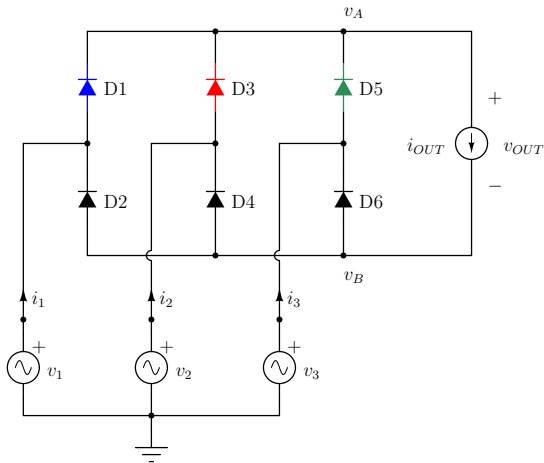 v_A
D1 D3 D5
+
i_OUT v_OUT
−
D2 D4 D6
v_B
i_1 i_2 i_3
+ + +
v_1 v_2 v_3